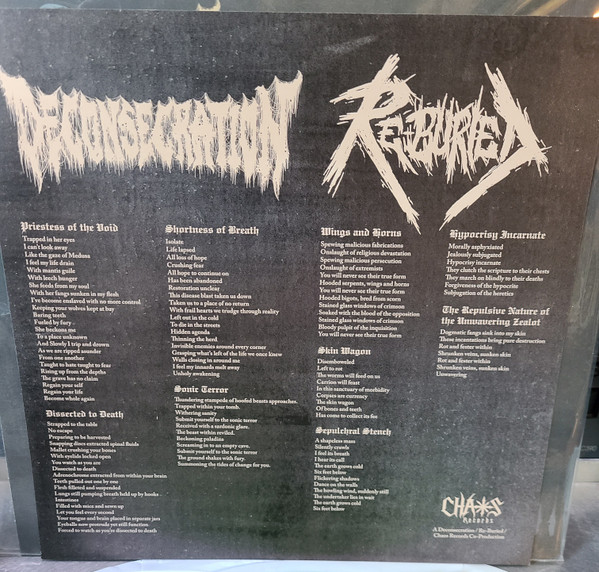 DECONSECRATION
Priestess of the Void
Trapped in her eyes
I can't look away
Like the gaze of Medusa
I feel my life drain
With mantis guile
With leech hunger
She feeds from my soul
With her fangs sunken in my flesh
I've become enslaved with no more control
Keeping your wolves kept at bay
Baring teeth
Fueled by fury
She beckons me
To a place unknown
And Slowly I trip and drown
As we are ripped asunder
From one another
Taught to hate taught to fear
Rising up from the depths
The grave has no claim
Regain your self
Regain your life
Become whole again
Dissected to Death
Strapped to the table
No escape
Preparing to be harvested
Snapping discs extracted spinal fluids
Mallet crushing your bones
With eyelids locked open
You watch as you are
Dissected to death
Adrenochrome extracted from within your brain
Teeth pulled out one by one
Flesh filleted and suspended
Lungs still pumping breath held up by hooks
Intestines
Filled with mice and sewn up
Let you feel every second
Your tongue and brain placed in separate jars
Eyeballs now protrude yet still function
Forced to watch as you're dissected to death
Shortness of Breath
Isolate
Life lapsed
All loss of hope
Crushing fear
All hope to continue on
Has been abandoned
Restoration unclear
This disease blast taken us down
Takes us to a place of no return
With frail hearts we trudge through reality
Left out in the cold
To die in the streets
Hidden agenda
Thinning the herd
Invisible enemies around every corner
Grasping what's left of the life we once knew
Walls closing in around me
I feel my innards melt away
Unholy awakening
Sonic Terror
Thundering stampede of hoofed beasts approaches.
Trapped within your tomb
Withering sanity
Submit yourself to the sonic terror
Received with a sardonic glare.
The beast within reviled.
Beckoning paladins
Screaming in to an empty cave.
Submit yourself to the sonic terror
The ground shakes with fury.
Summoning the tides of change for you.
RE-BURIED
Wings and Horns
Spewing malicious fabrications
Onslaught of religious devastation
Spewing malicious persecution
Onslaught of extremists
You will never see their true form
Hooded serpents, wings and horns
You will never see their true form
Hooded bigots, fend from scorn
Stained glass windows of crimson
Soaked with the blood of the opposition
Stained glass windows of crimson
Bloody pulpit of the inquisition
You will never see their true form
Skin Wagon
Disemboweled
Left to rot
The worms will feed on us
Carrion will feast
In this sanctuary of morbidity
Corpses are currency
The skin wagon
Of bones and teeth
Has come to collect its fee
Sepulchral Stench
A shapeless mass
Silently crawls
I feel its breath
I hear its call
The earth grows cold
Six feet below
Flickering shadows
Dance on the walls
The howling wind, suddenly still
The undertaker lies in wait
The earth grows cold
Six feet below
Hypocrisy Incarnate
Morally asphyxiated
Jealously subjugated
Hypocrisy incarnate
They clutch the scripture to their chests
They march us blindly to their deaths
Forgiveness of the hypocrite
Subjugation of the heretics
The Repulsive Nature of
the Unwavering Zealot
Dogmatic fangs sink into my skin
These incantations bring pure destruction
Rot and fester within
Shrunken veins, sunken skin
Rot and fester within
Shrunken veins, sunken skin
Unwavering
CHAOS
Records
A Deconsecration / Re-Buried /
Chaos Records Co-Production